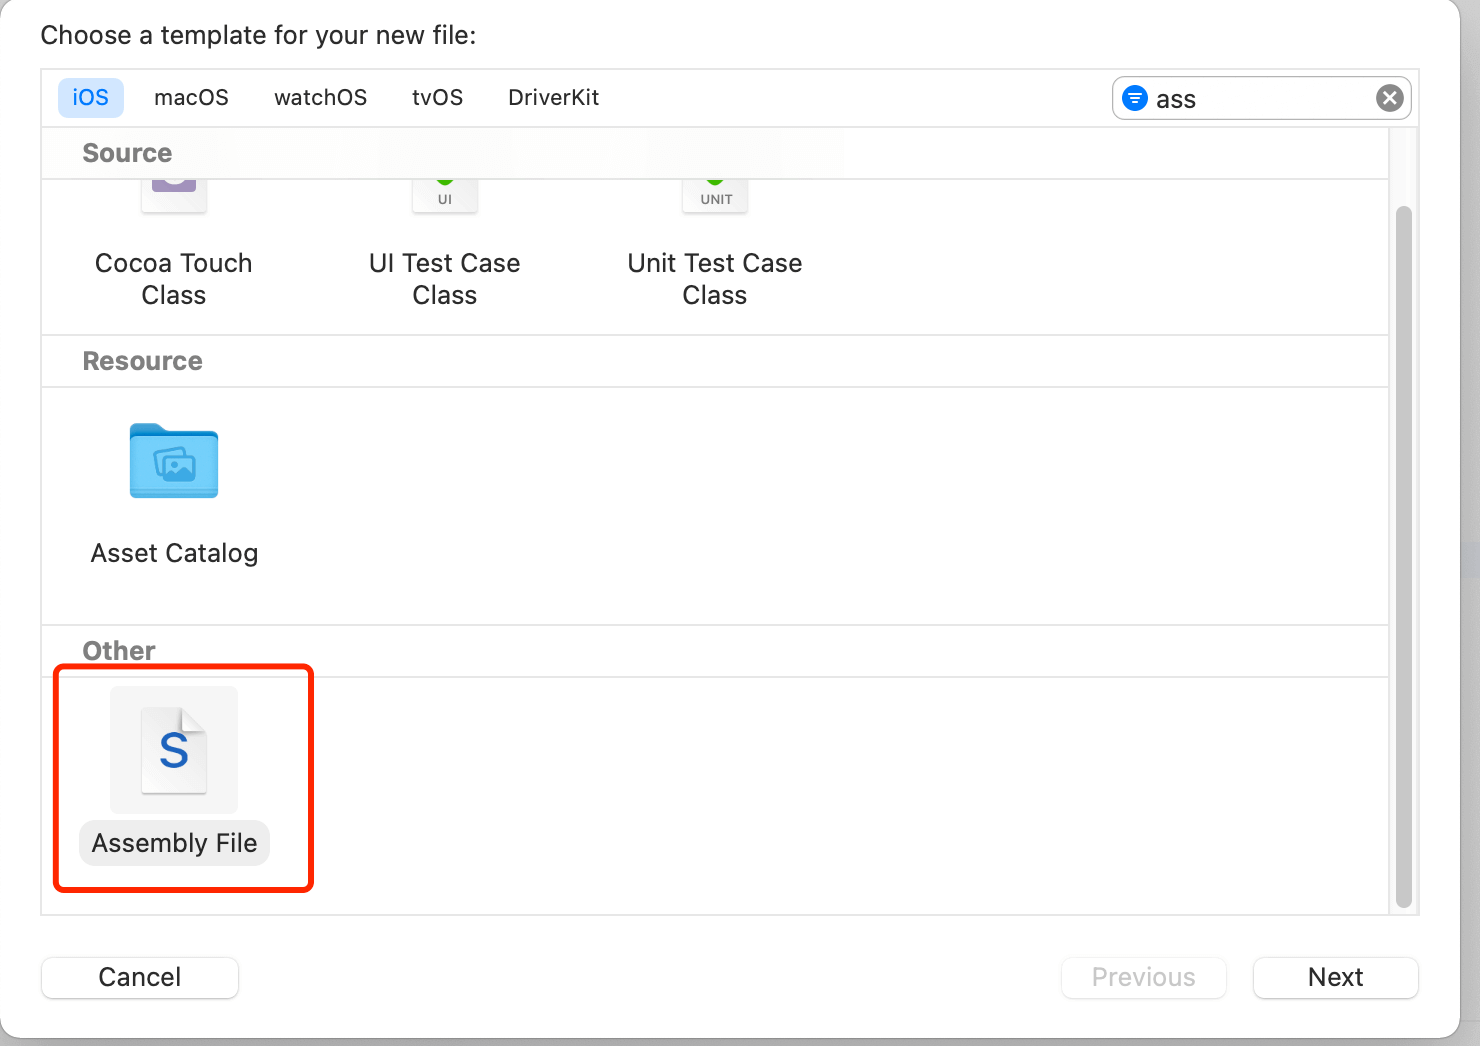 Choose a template for your new file:
iOS macOS watchOS tvOS DriverKit ass
Source
UI UNIT
Cocoa Touch Class
UI Test Case Class
Unit Test Case Class
Resource
Asset Catalog
Other
S
Assembly File
Cancel Previous Next